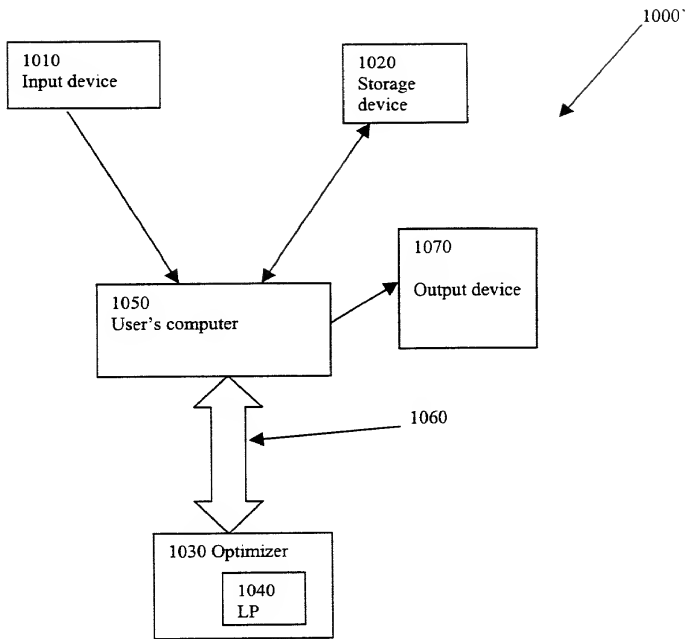 1000`
1010
Input device
1020
Storage
device
1070
Output device
1050
User's computer
1060
1030 Optimizer
1040
LP